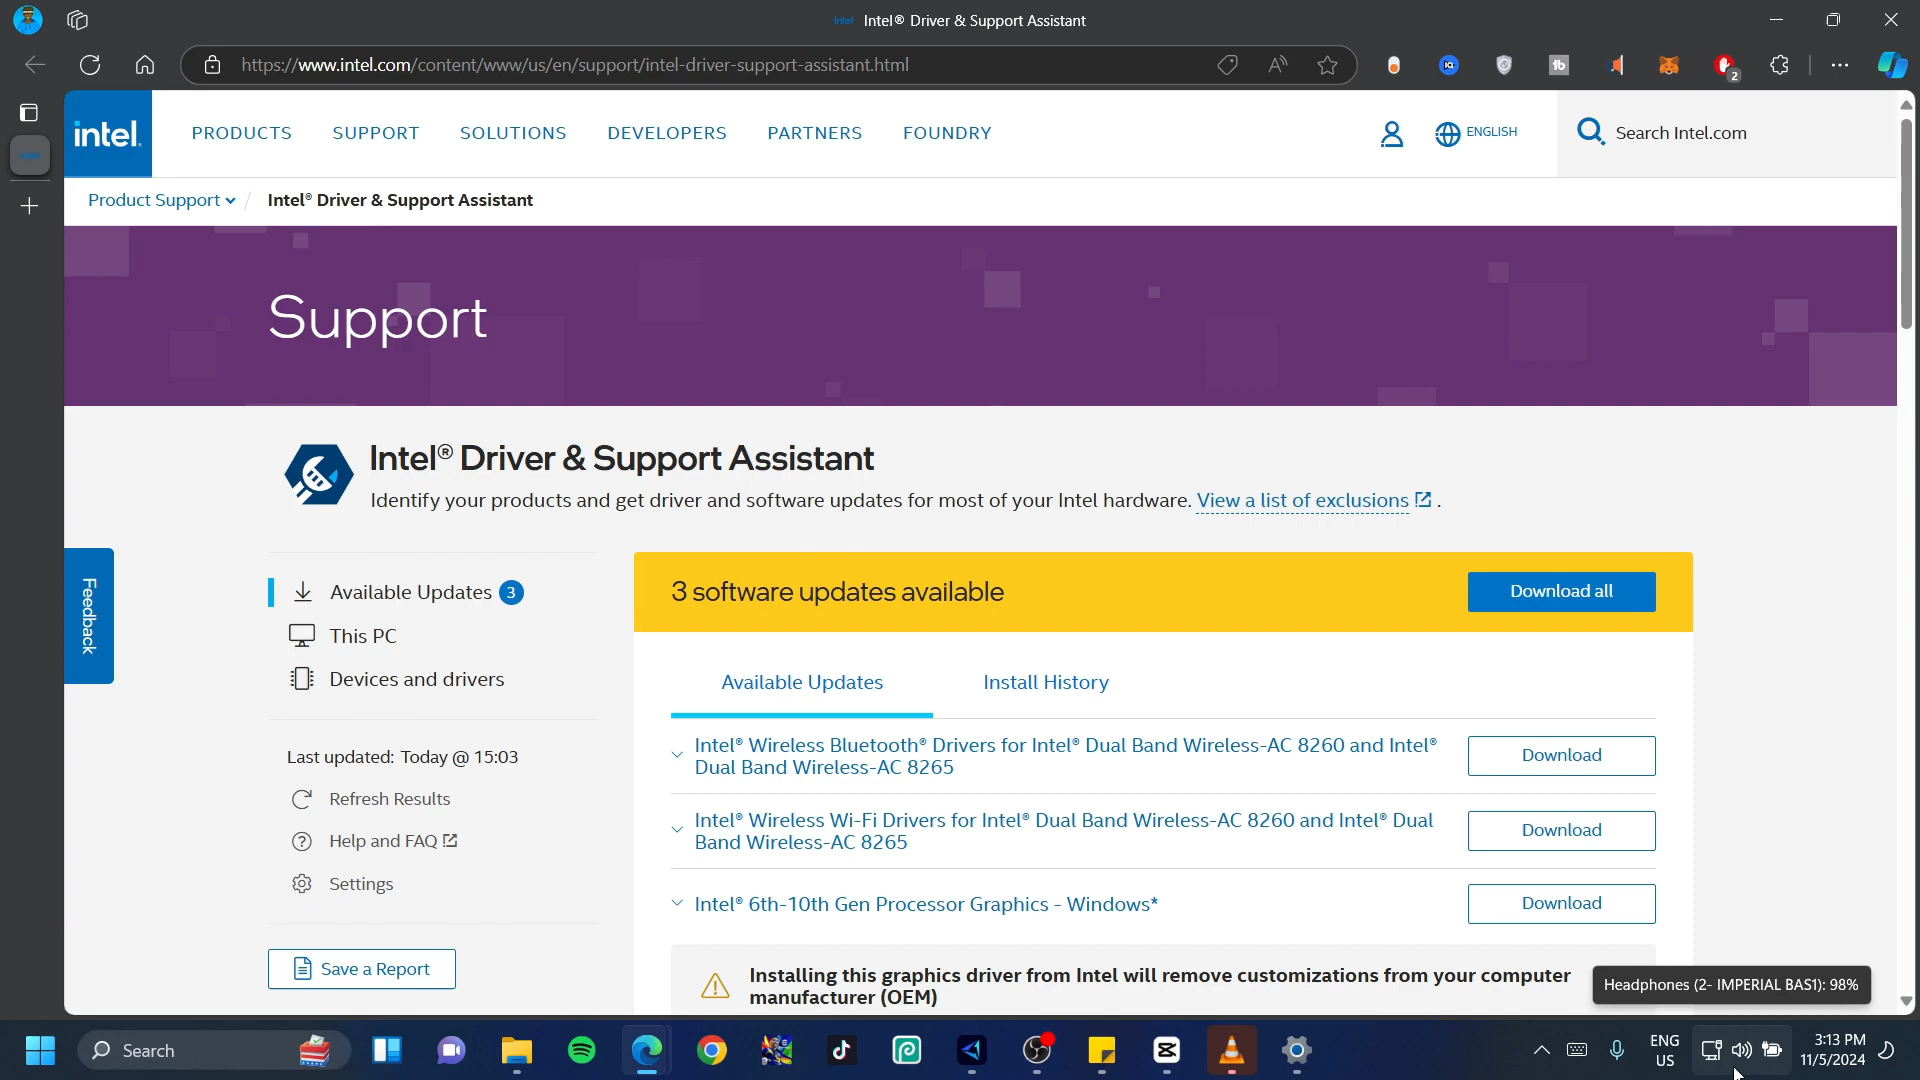 intel Intel® Driver & Support Assistant
https://www.intel.com/content/www/us/en/support/intel-driver-support-assistant.html
2
intel.
PRODUCTS SUPPORT SOLUTIONS DEVELOPERS PARTNERS FOUNDRY
ENGLISH
Search Intel.com
Product Support / Intel® Driver & Support Assistant
Support
Intel® Driver & Support Assistant
Identify your products and get driver and software updates for most of your Intel hardware. View a list of exclusions .
Feedback
Available Updates 3
This PC
Devices and drivers
Last updated: Today @ 15:03
Refresh Results
Help and FAQ
Settings
Save a Report
3 software updates available
Download all
Available Updates Install History
Intel® Wireless Bluetooth® Drivers for Intel® Dual Band Wireless-AC 8260 and Intel®
Dual Band Wireless-AC 8265
Download
Intel® Wireless Wi-Fi Drivers for Intel® Dual Band Wireless-AC 8260 and Intel® Dual
Band Wireless-AC 8265
Download
Intel® 6th-10th Gen Processor Graphics - Windows*
Download
Installing this graphics driver from Intel will remove customizations from your computer
manufacturer (OEM)
Headphones (2- IMPERIAL BAS1): 98%
Search
ENG
US
3:13 PM
11/5/2024